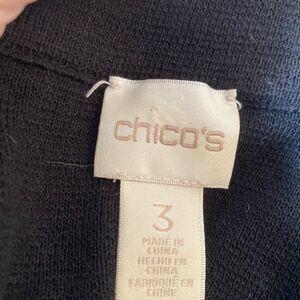 chico's
3
MADE IN
CHINA
HECHO EN
CHINA
FABRIQUÉ EN
CHINE